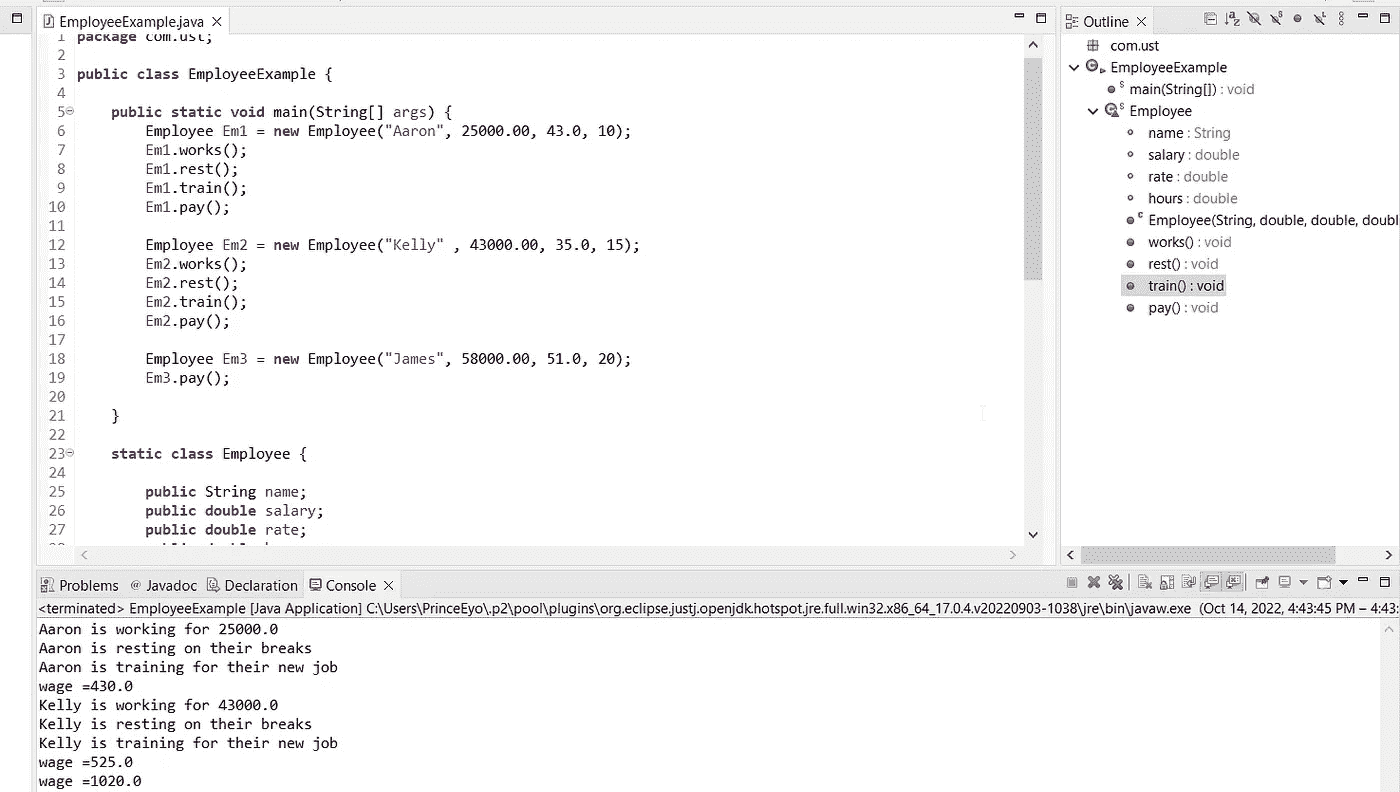 EmployeeExample.java
1 package com.ust;
2
3 public class EmployeeExample {
4
5 public static void main(String[] args) {
6 Employee Em1 = new Employee("Aaron", 25000.00, 43.0, 10);
7 Em1.works();
8 Em1.rest();
9 Em1.train();
10 Em1.pay();
11
12 Employee Em2 = new Employee("Kelly" , 43000.00, 35.0, 15);
13 Em2.works();
14 Em2.rest();
15 Em2.train();
16 Em2.pay();
17
18 Employee Em3 = new Employee("James", 58000.00, 51.0, 20);
19 Em3.pay();
20
21 }
22
23 static class Employee {
24
25 public String name;
26 public double salary;
27 public double rate;
Outline
com.ust
EmployeeExample
main(String[]) : void
Employee
name : String
salary : double
rate : double
hours : double
Employee(String, double, double, doubl
works() : void
rest() : void
train() : void
pay() : void
Problems @ Javadoc Declaration Console
<terminated> EmployeeExample [Java Application] C:\Users\PrinceEyo\.p2\pool\plugins\org.eclipse.justj.openjdk.hotspot.jre.full.win32.x86_64_17.0.4.v20220903-1038\jre\bin\javaw.exe (Oct 14, 2022, 4:43:45 PM – 4:43:
Aaron is working for 25000.0
Aaron is resting on their breaks
Aaron is training for their new job
wage =430.0
Kelly is working for 43000.0
Kelly is resting on their breaks
Kelly is training for their new job
wage =525.0
wage =1020.0